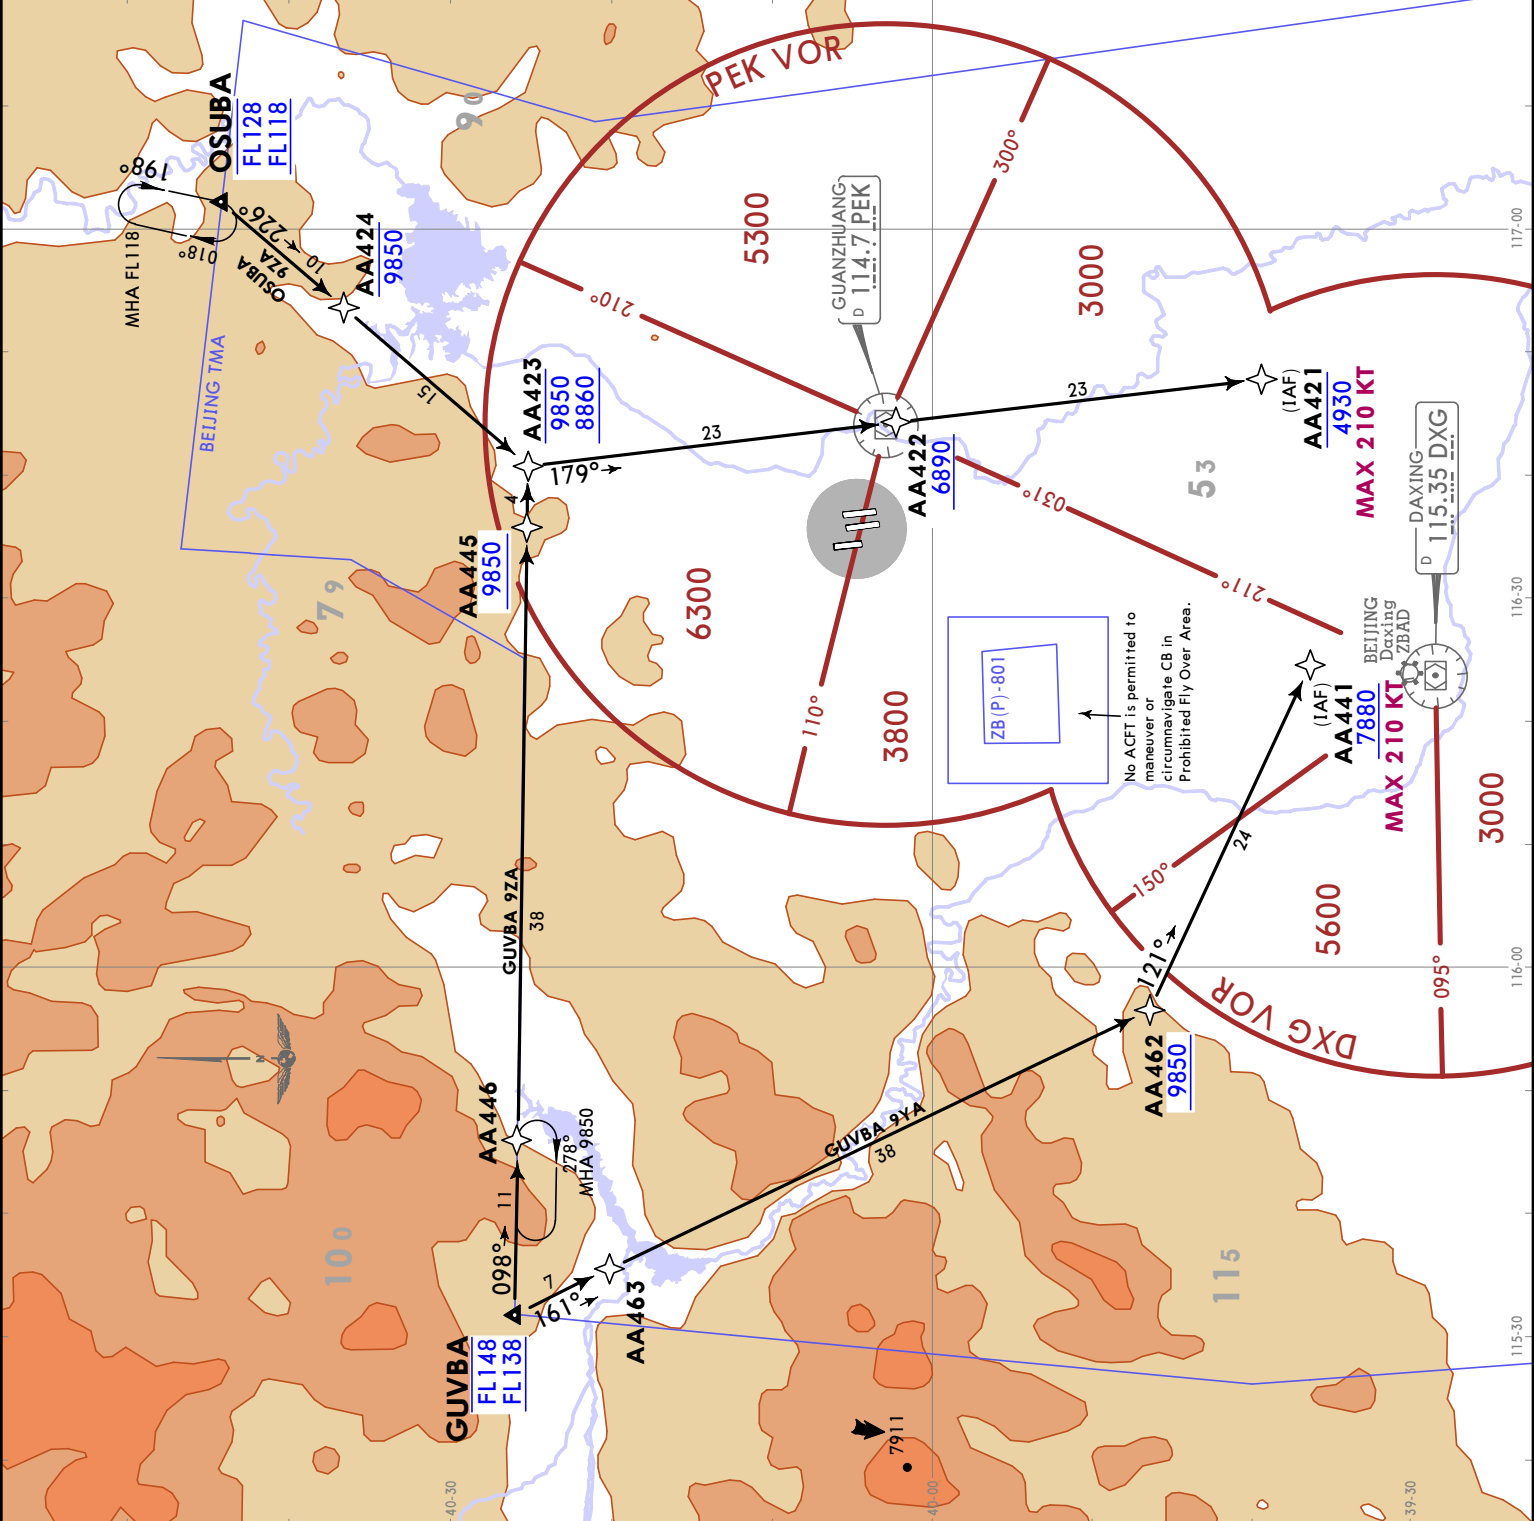 OSUBA
FL128
FL118
198°
018°
MHA FL118
226°
10
OSUBA
9ZA
AA424
9850
BEIJING TMA
15
AA423
9850
8860
179°
23
4
AA445
9850
PEK VOR
5300
210°
300°
3000
GUANZHUANG
D 114.7 PEK
AA422
6890
23
(IAF)
AA421
4930
MAX 210 KT
90
79
53
6300
3800
110°
031°
211°
ZB(P)-801
No ACFT is permitted to
maneuver or
circumnavigate CB in
Prohibited Fly Over Area.
DAXING
D 115.35 DXG
BEIJING
Daxing
ZBAD
(IAF)
AA441
7880
MAX 210 KT
24
150°
5600
3000
095°
DXG VOR
121°
AA462
9850
GUVBA 9ZA
38
N
AA446
278°
MHA 9850
11
098°
GUVBA
FL148
FL138
161°
7
AA463
GUVBA 9YA
38
100
115
7911
117-00
116-30
116-00
115-30
40-30
40-00
39-30